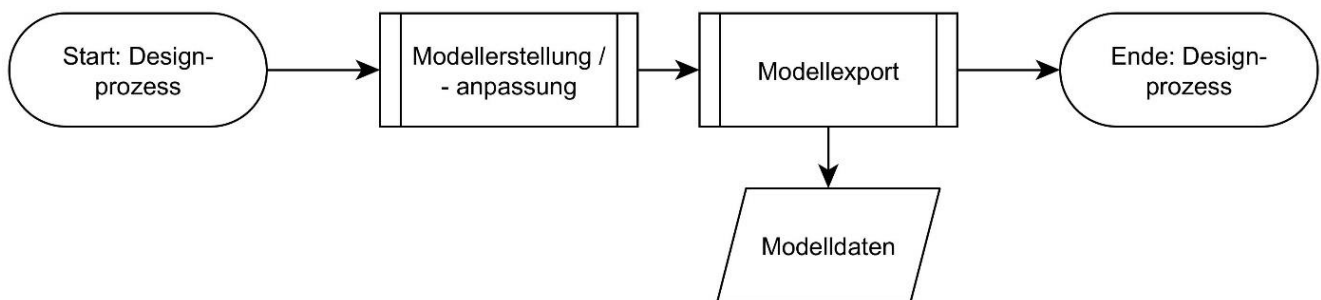 Start: Design-
prozess
Modellerstellung /
- anpassung
Modellexport
Ende: Design-
prozess
Modelldaten